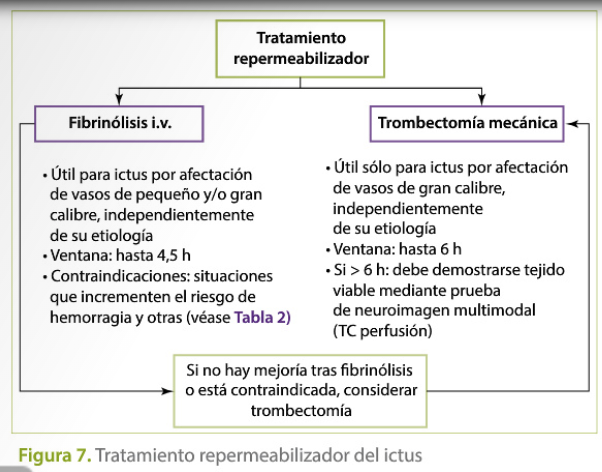 Tratamiento
repermeabilizador
Fibrinólisis i.v.
• Útil para ictus por afectación
de vasos de pequeño y/o gran
calibre, independientemente
de su etiología
• Ventana: hasta 4,5 h
• Contraindicaciones: situaciones
que incrementen el riesgo de
hemorragia y otras (véase Tabla 2)
Trombectomía mecánica
• Útil sólo para ictus por afectación
de vasos de gran calibre,
independientemente
de su etiología
• Ventana: hasta 6 h
• Si > 6 h: debe demostrarse tejido
viable mediante prueba
de neuroimagen multimodal
(TC perfusión)
Si no hay mejoría tras fibrinólisis
o está contraindicada, considerar
trombectomía
Figura 7. Tratamiento repermeabilizador del ictus